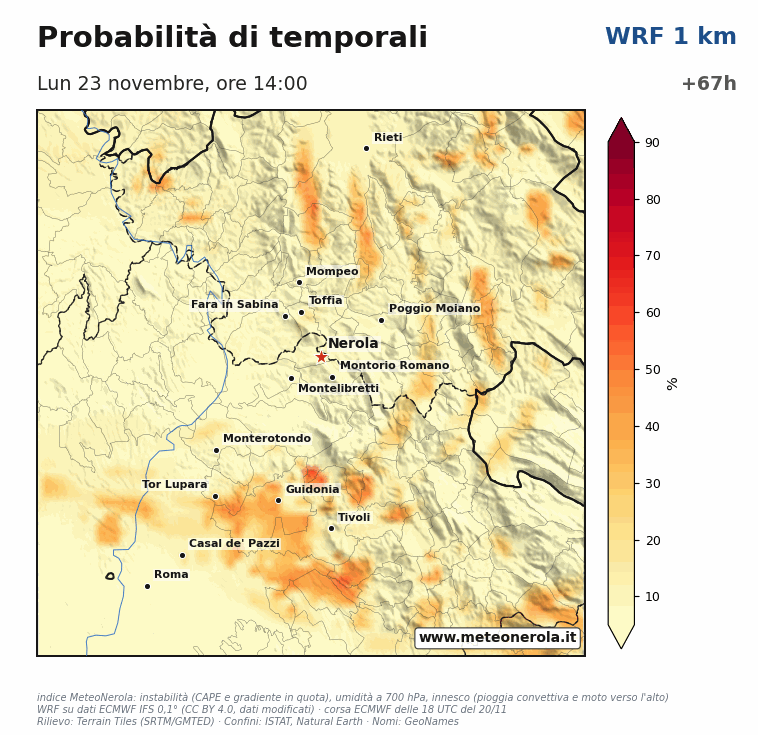 Probabilità di temporali
WRF 1 km
Lun 23 novembre, ore 14:00
+67h
Rieti
Mompeo
Fara in Sabina
Toffia
Poggio Moiano
Nerola
Montorio Romano
Montelibretti
Monterotondo
Tor Lupara
Guidonia
Tivoli
Casal de' Pazzi
Roma
www.meteonerola.it
90
80
70
60
50
40
30
20
10
%
indice MeteoNerola: instabilità (CAPE e gradiente in quota), umidità a 700 hPa, innesco (pioggia convettiva e moto verso l'alto)
WRF su dati ECMWF IFS 0,1° (CC BY 4.0, dati modificati) · corsa ECMWF delle 18 UTC del 20/11
Rilievo: Terrain Tiles (SRTM/GMTED) · Confini: ISTAT, Natural Earth · Nomi: GeoNames